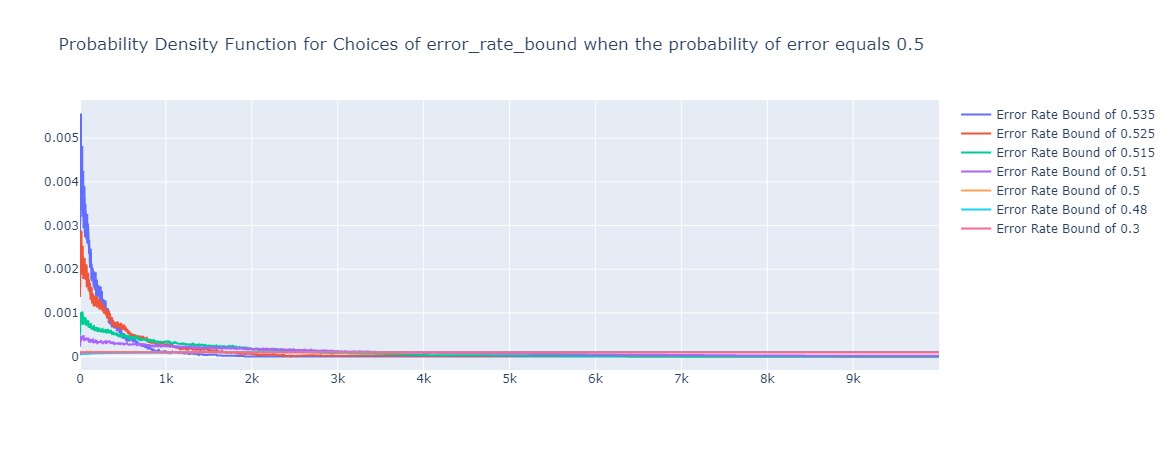 Probability Density Function for Choices of error_rate_bound when the probability of error equals 0.5
0.005
0.004
0.003
0.002
0.001
0
0 1k 2k 3k 4k 5k 6k 7k 8k 9k
Error Rate Bound of 0.535
Error Rate Bound of 0.525
Error Rate Bound of 0.515
Error Rate Bound of 0.51
Error Rate Bound of 0.5
Error Rate Bound of 0.48
Error Rate Bound of 0.3